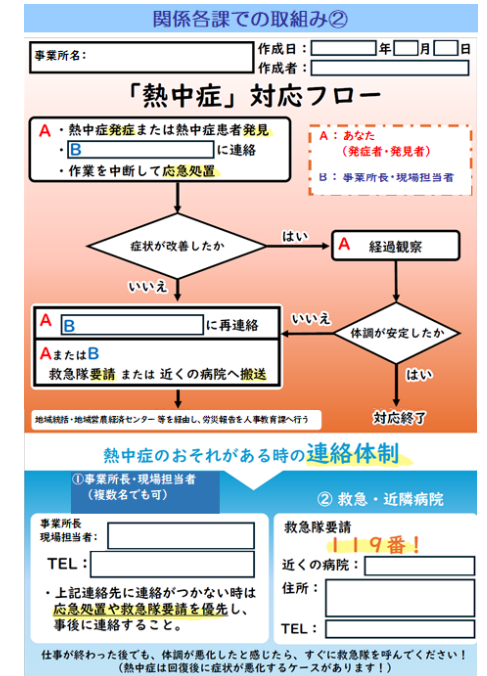 関係各課での取組み②
事業所名：
作成日：　年　月　日
作成者：
「熱中症」対応フロー
A ・熱中症発症または熱中症患者発見
・B に連絡
・作業を中断して応急処置
A：あなた
（発症者・発見者）
B：事業所長・現場担当者
症状が改善したか
はい
A 経過観察
いいえ
A B に再連絡
いいえ
体調が安定したか
AまたはB
救急隊要請 または 近くの病院へ搬送
はい
対応終了
地域統括・地域営農経済センター 等を経由し、労災報告を人事教育課へ行う
熱中症のおそれがある時の連絡体制
①事業所長・現場担当者
（複数名でも可）
② 救急・近隣病院
事業所長
現場担当者：
TEL：
・上記連絡先に連絡がつかない時は
応急処置や救急隊要請を優先し、
事後に連絡すること。
救急隊要請
１１９番！
近くの病院：
住所：
TEL：
仕事が終わった後でも、体調が悪化したと感じたら、すぐに救急隊を呼んでください！
（熱中症は回復後に症状が悪化するケースがあります！）